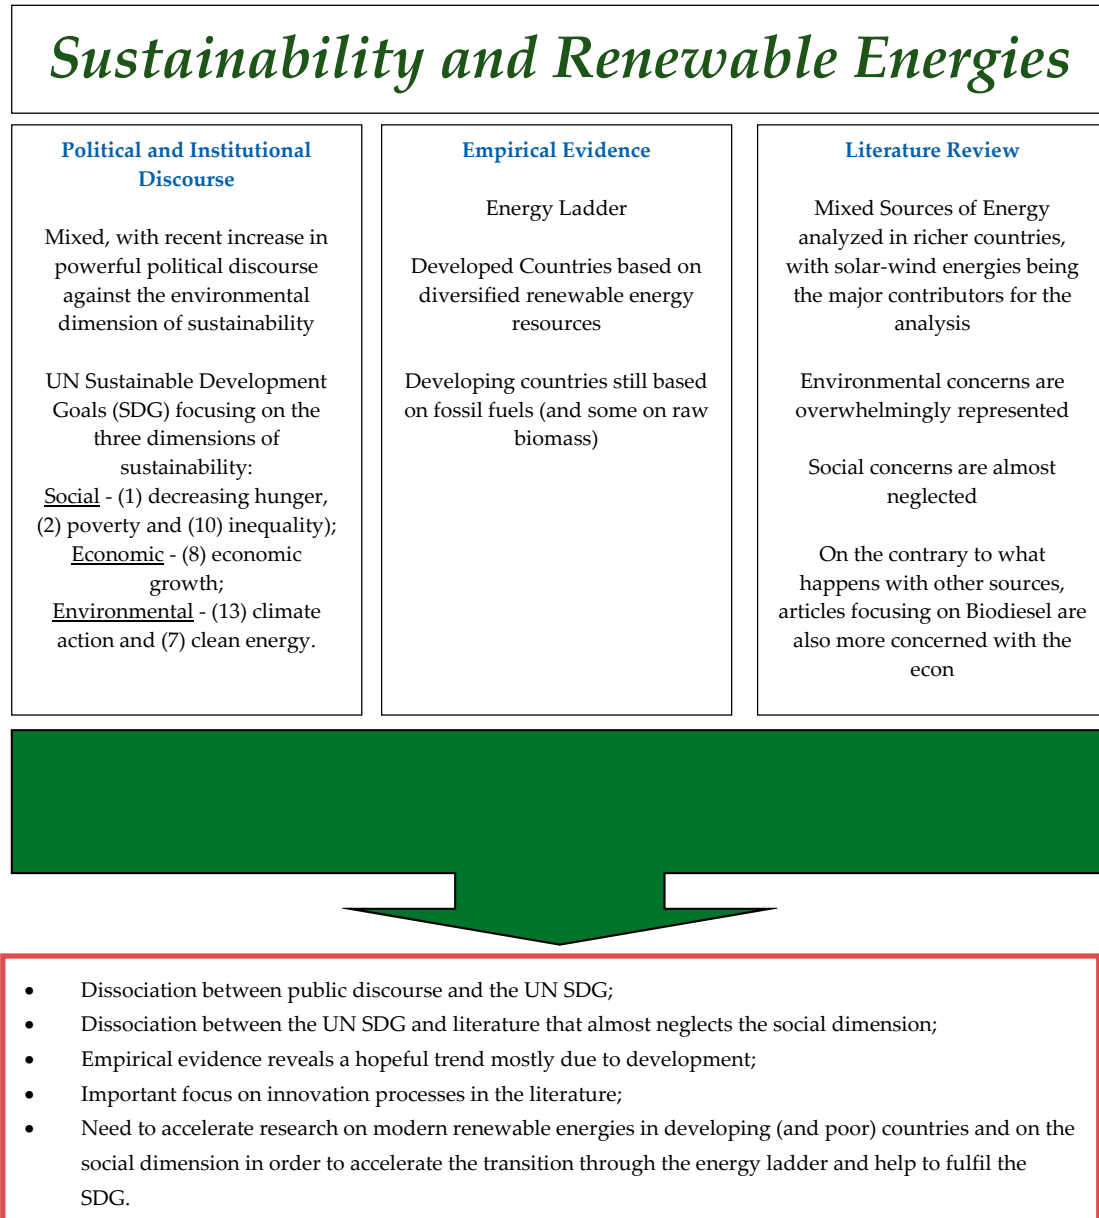 Sustainability and Renewable Energies
Political and Institutional
Discourse
Mixed, with recent increase in
powerful political discourse
against the environmental
dimension of sustainability
UN Sustainable Development
Goals (SDG) focusing on the
three dimensions of
sustainability:
Social - (1) decreasing hunger,
(2) poverty and (10) inequality);
Economic - (8) economic
growth;
Environmental - (13) climate
action and (7) clean energy.
Empirical Evidence
Energy Ladder
Developed Countries based on
diversified renewable energy
resources
Developing countries still based
on fossil fuels (and some on raw
biomass)
Literature Review
Mixed Sources of Energy
analyzed in richer countries,
with solar-wind energies being
the major contributors for the
analysis
Environmental concerns are
overwhelmingly represented
Social concerns are almost
neglected
On the contrary to what
happens with other sources,
articles focusing on Biodiesel are
also more concerned with the
econ
• Dissociation between public discourse and the UN SDG;
• Dissociation between the UN SDG and literature that almost neglects the social dimension;
• Empirical evidence reveals a hopeful trend mostly due to development;
• Important focus on innovation processes in the literature;
• Need to accelerate research on modern renewable energies in developing (and poor) countries and on the
social dimension in order to accelerate the transition through the energy ladder and help to fulfil the
SDG.